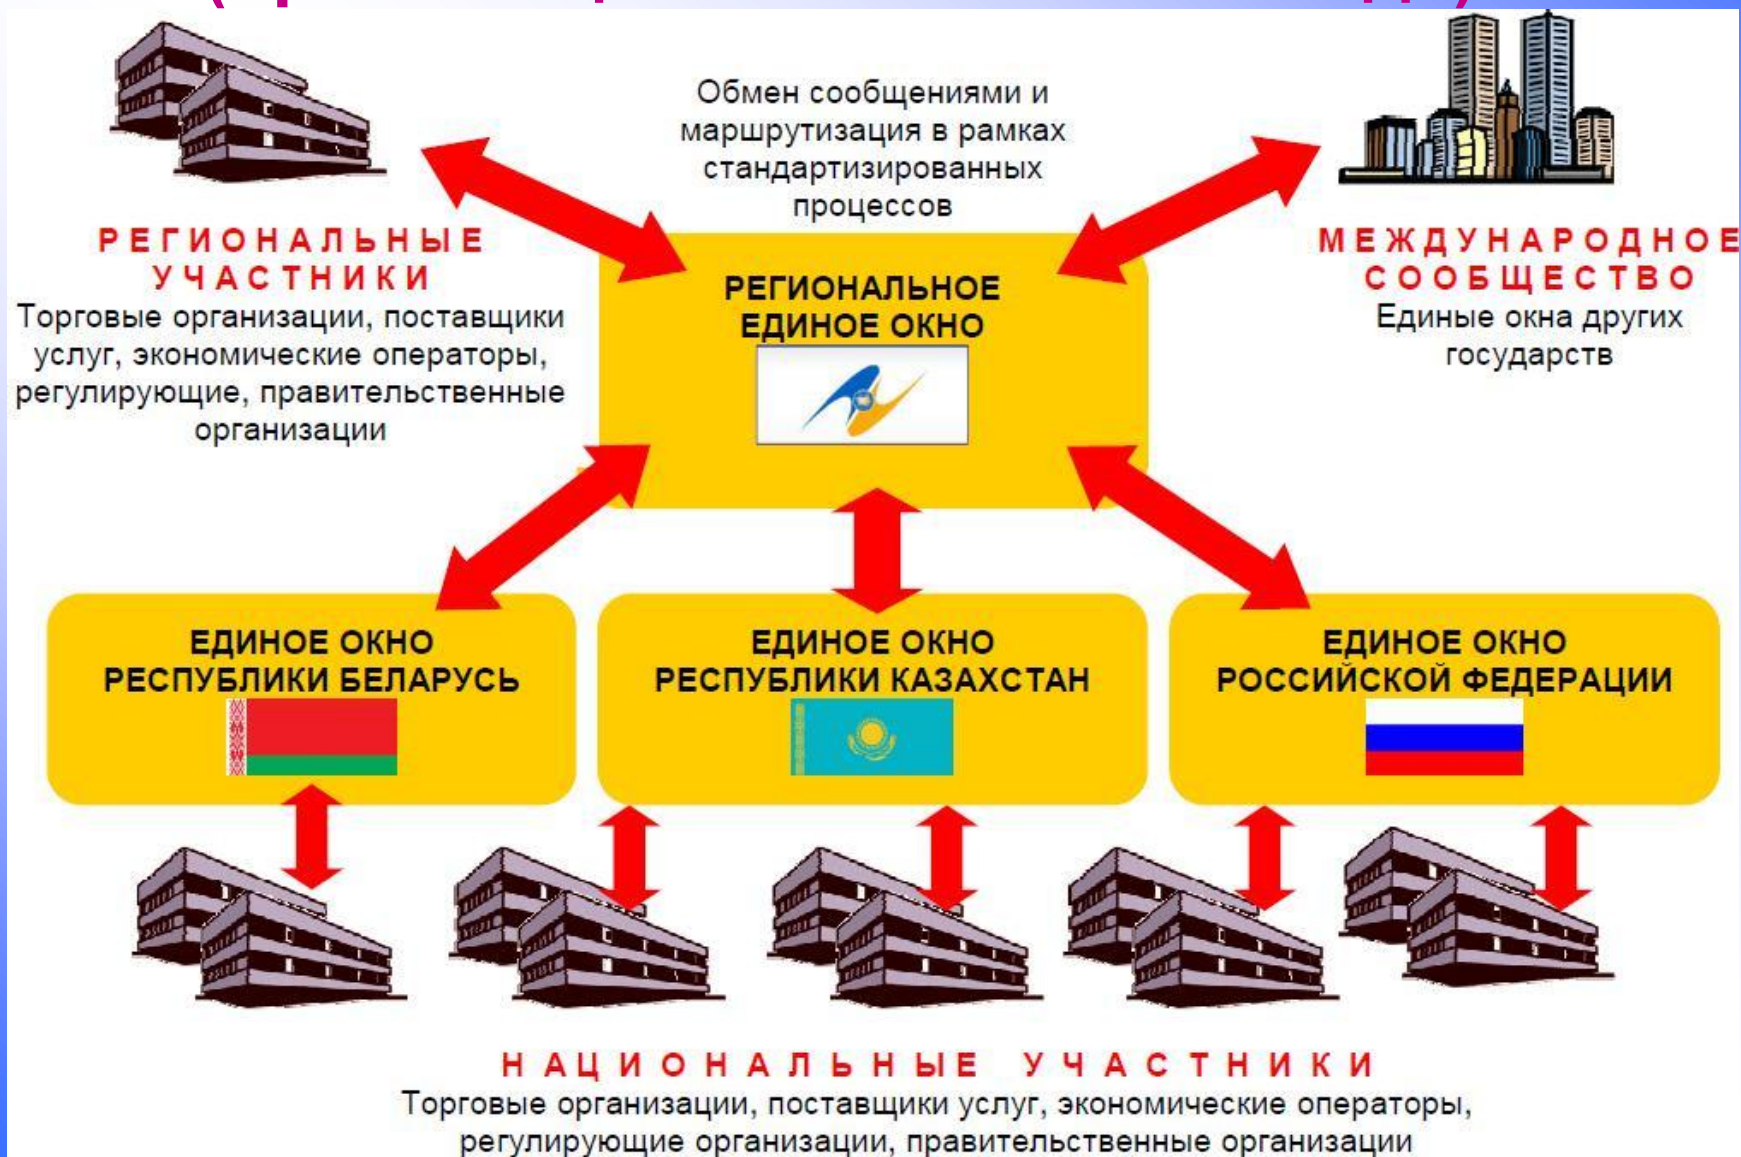 Обмен сообщениями и
маршрутизация в рамках
стандартизированных
процессов
РЕГИОНАЛЬНЫЕ
УЧАСТНИКИ
Торговые организации, поставщики
услуг, экономические операторы,
регулирующие, правительственные
организации
РЕГИОНАЛЬНОЕ
ЕДИНОЕ ОКНО
МЕЖДУНАРОДНОЕ
СООБЩЕСТВО
Единые окна других
государств
ЕДИНОЕ ОКНО
РЕСПУБЛИКИ БЕЛАРУСЬ
ЕДИНОЕ ОКНО
РЕСПУБЛИКИ КАЗАХСТАН
ЕДИНОЕ ОКНО
РОССИЙСКОЙ ФЕДЕРАЦИИ
НАЦИОНАЛЬНЫЕ УЧАСТНИКИ
Торговые организации, поставщики услуг, экономические операторы,
регулирующие организации, правительственные организации